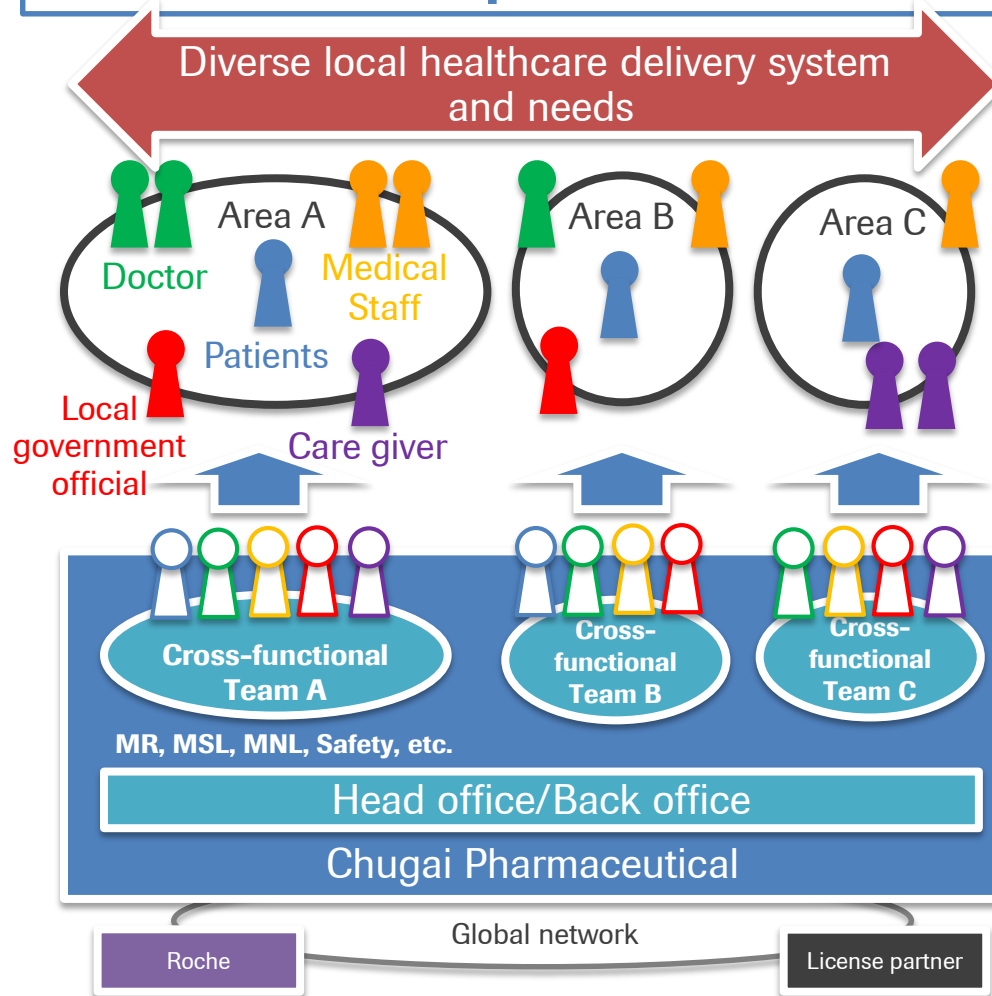 Diverse local healthcare delivery system
and needs
Area A
Area B
Area C
Doctor
Medical
Staff
Patients
Local
government
official
Care giver
Cross-functional
Team A
Cross-
functional
Team B
Cross-
functional
Team C
MR, MSL, MNL, Safety, etc.
Head office/Back office
Chugai Pharmaceutical
Global network
Roche
License partner